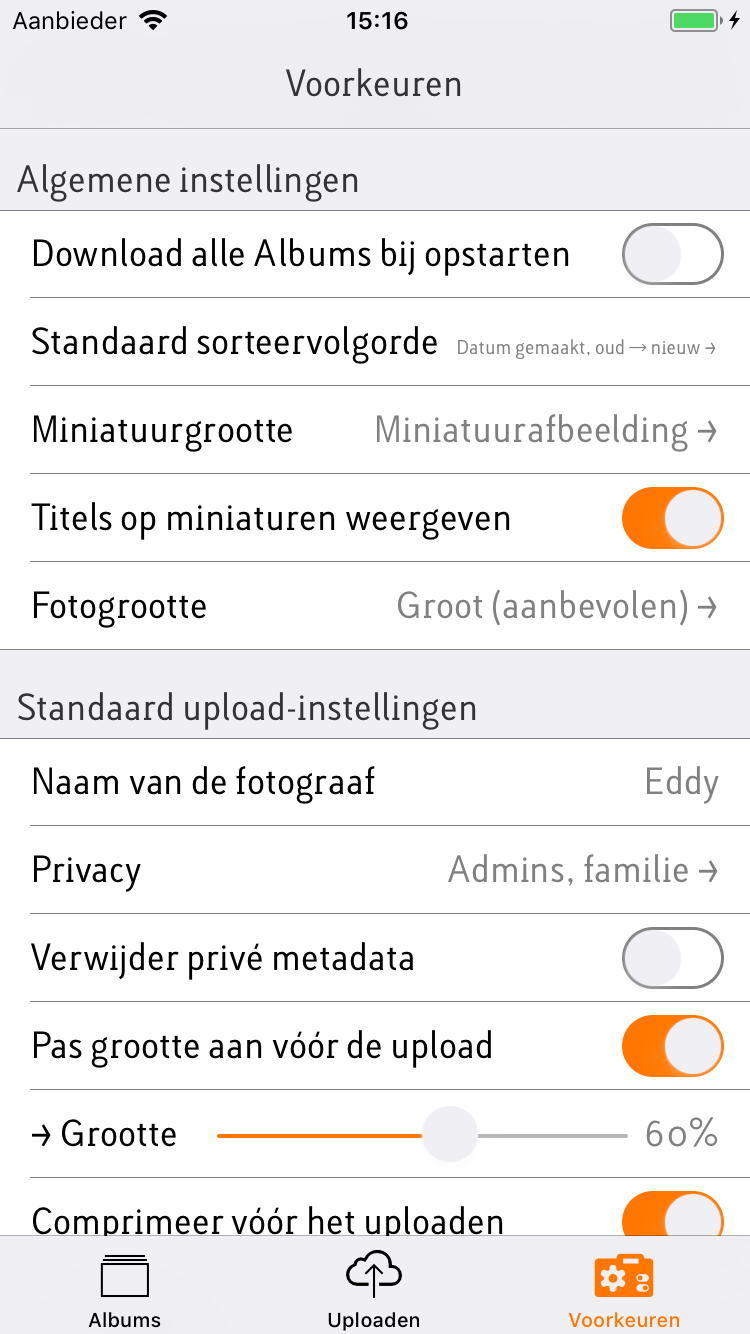 Aanbieder 15:16
Voorkeuren
Algemene instellingen
Download alle Albums bij opstarten
Standaard sorteervolgorde Datum gemaakt, oud → nieuw →
Miniatuurgrootte Miniatuurafbeelding →
Titels op miniaturen weergeven
Fotogrootte Groot (aanbevolen) →
Standaard upload-instellingen
Naam van de fotograaf Eddy
Privacy Admins, familie →
Verwijder privé metadata
Pas grootte aan vóór de upload
→ Grootte 60%
Comprimeer vóór het uploaden
Albums Uploaden Voorkeuren